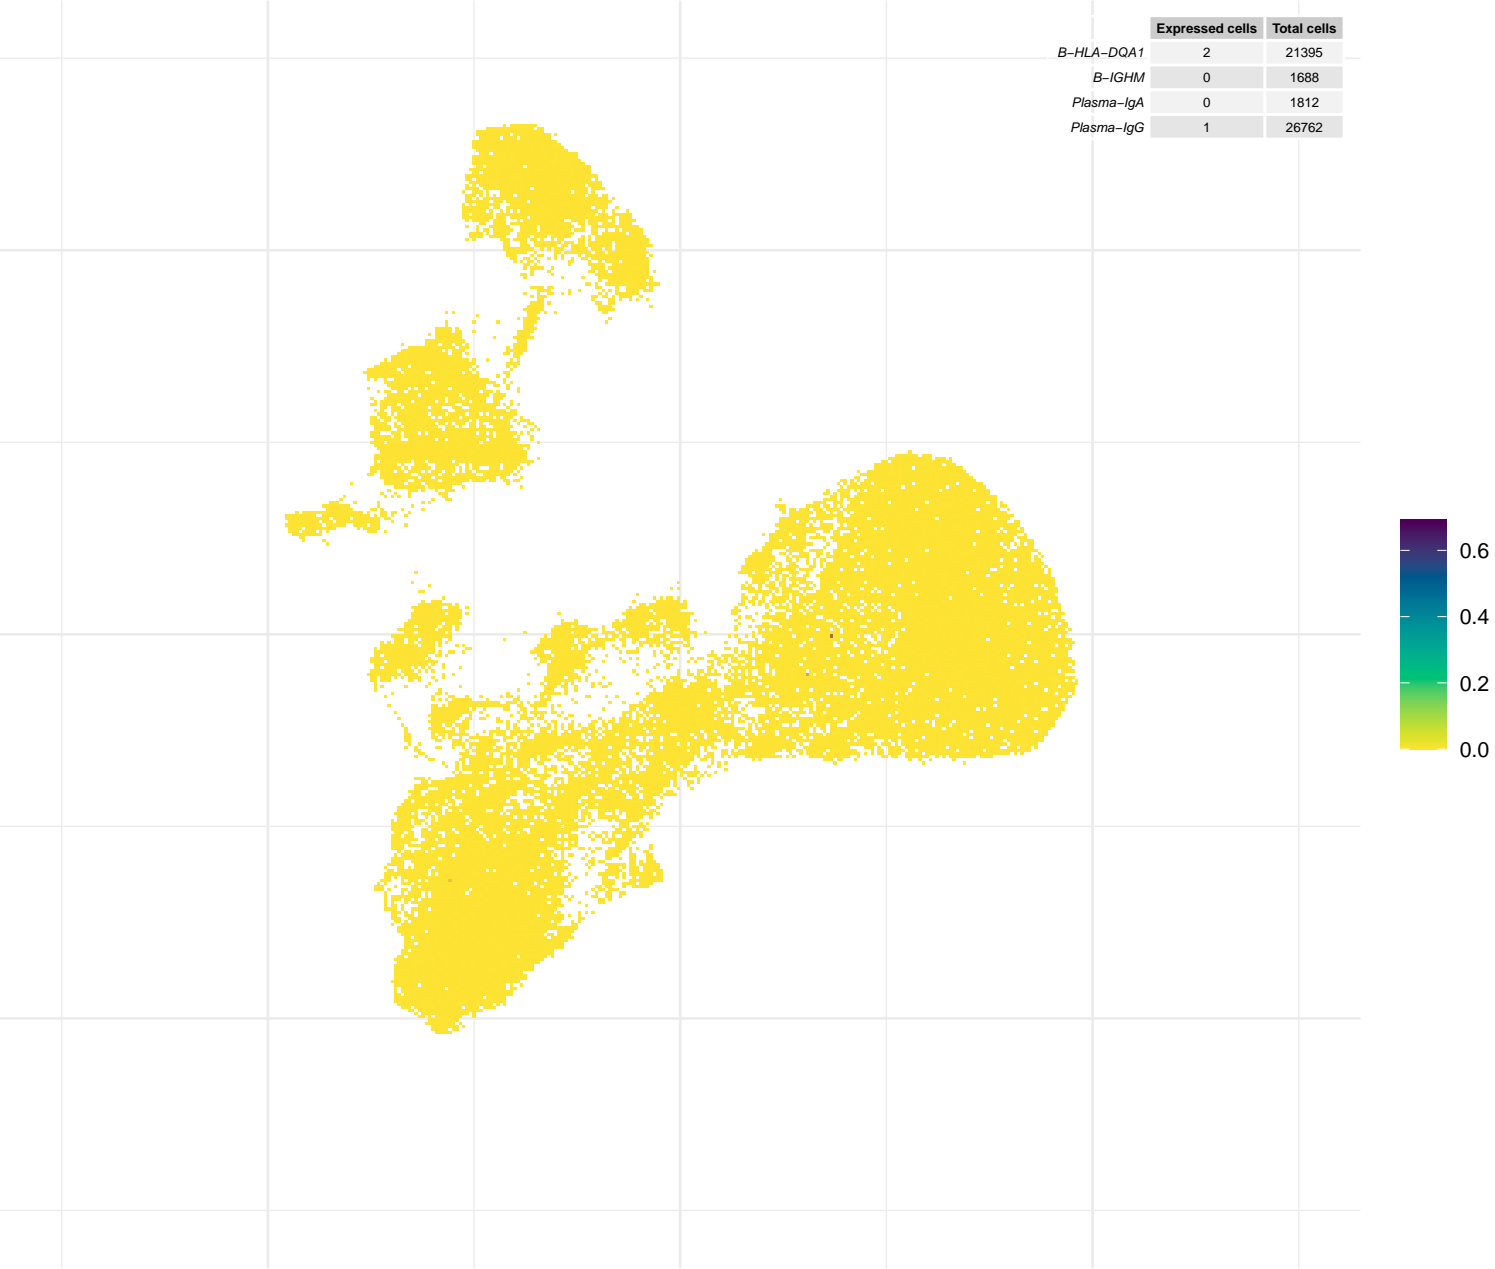 Expressed cells Total cells
B−HLA−DQA1 2 21395
B−IGHM 0 1688
Plasma−IgA 0 1812
Plasma−IgG 1 26762
0.6
0.4
0.2
0.0